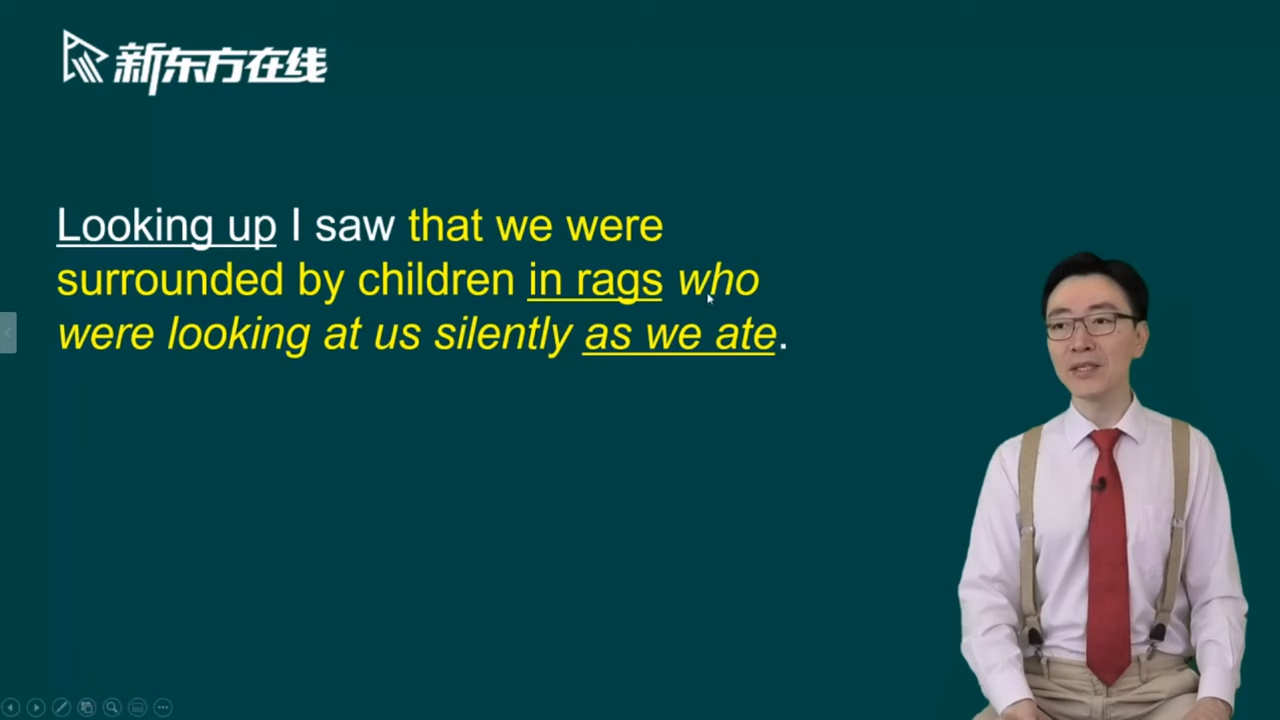 新东方在线
Looking up I saw that we were
surrounded by children in rags who
were looking at us silently as we ate.